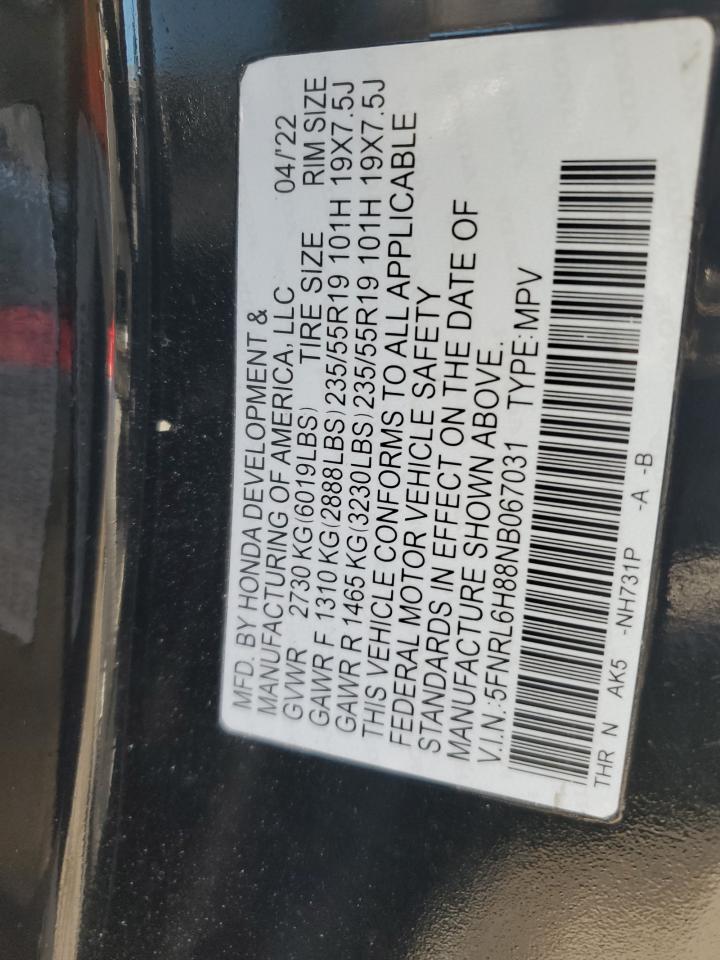 MFD. BY HONDA DEVELOPMENT &
MANUFACTURING OF AMERICA, LLC 04/'22
GVWR 2730 KG(6019LBS) TIRE SIZE RIM SIZE
GAWR F 1310 KG(2888LBS) 235/55R19 101H 19X7.5J
GAWR R 1465 KG(3230LBS) 235/55R19 101H 19X7.5J
THIS VEHICLE CONFORMS TO ALL APPLICABLE
FEDERAL MOTOR VEHICLE SAFETY
STANDARDS IN EFFECT ON THE DATE OF
MANUFACTURE SHOWN ABOVE.
V.I.N.:5FNRL6H88NB067031 TYPE:MPV
THR N AK5 -NH731P -A -B